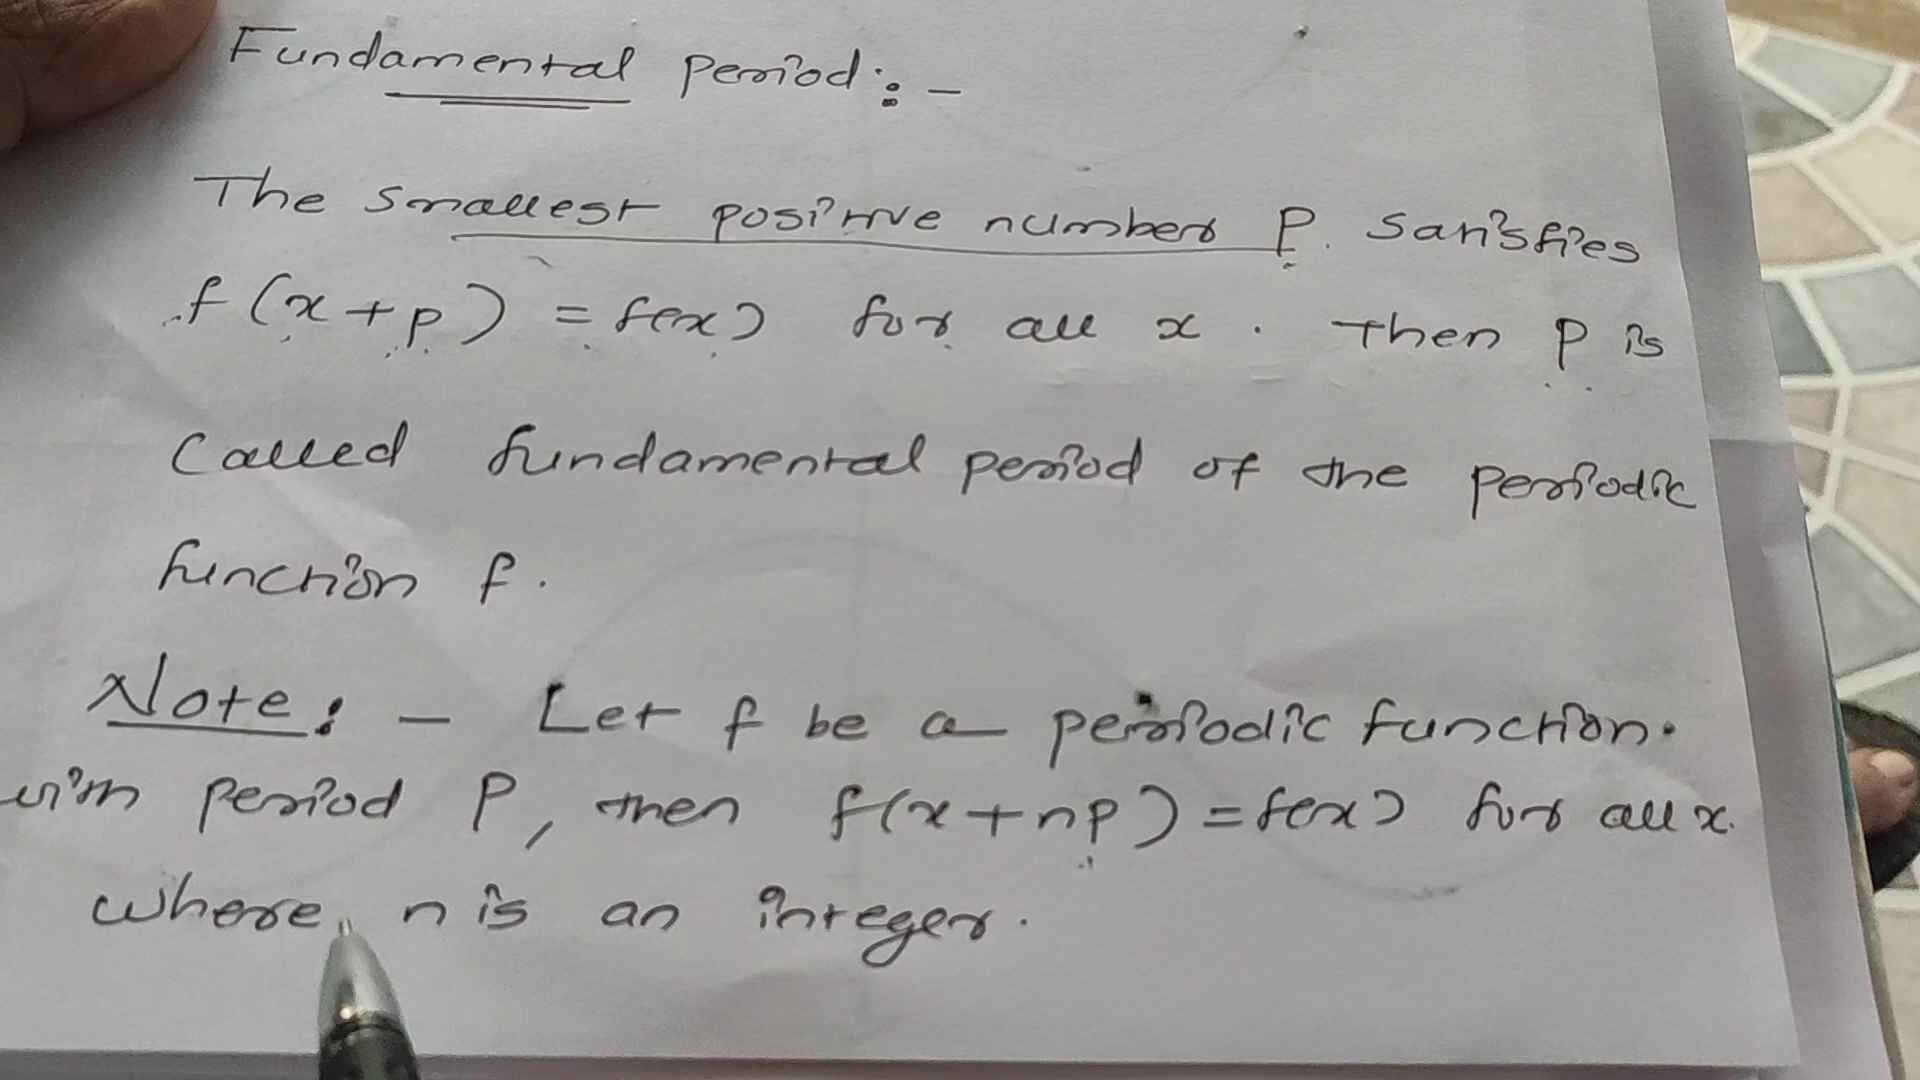 Fundamental period:-
The smallest positive number P. satisfies
f(x+p) = f(x) for all x. Then P is
called fundamental period of the periodic
function f.
Note:- Let f be a periodic function.
with period P, then f(x+np)=f(x) for all x.
where n is an integer.